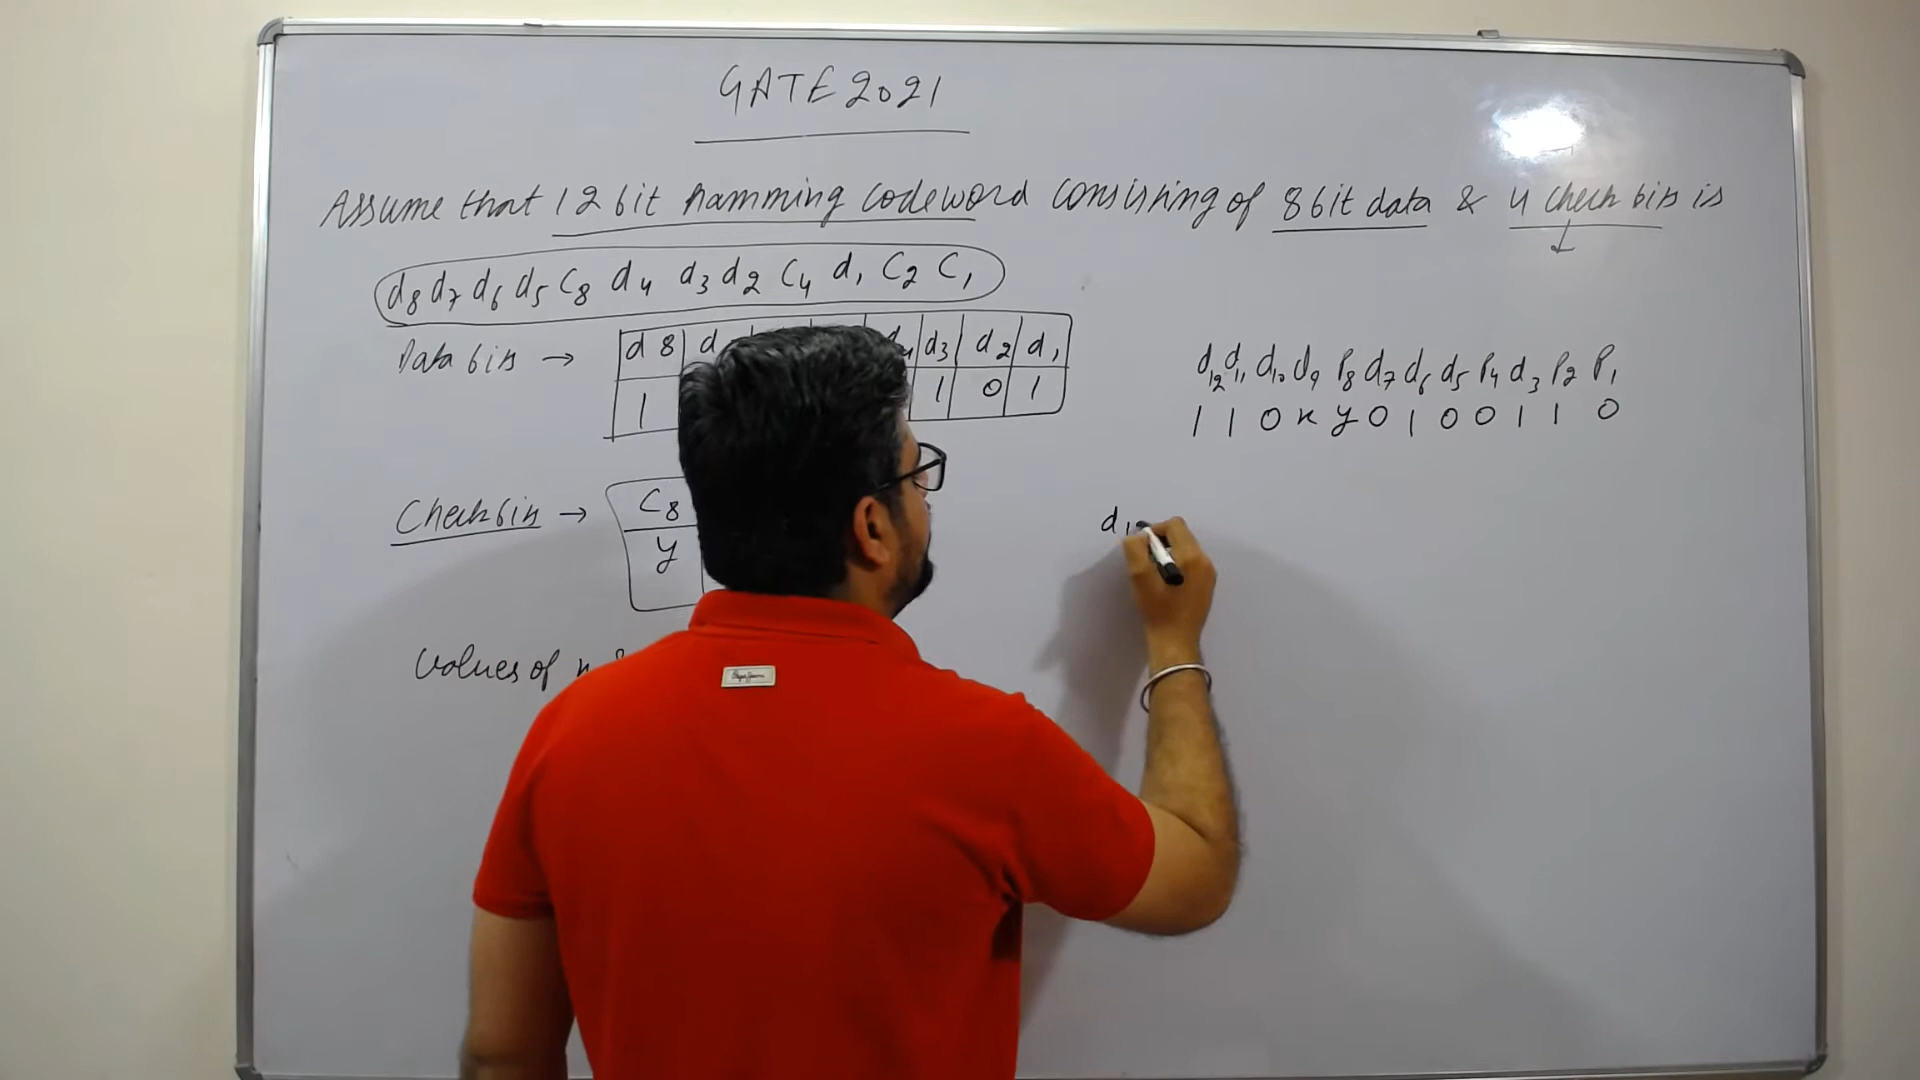 GATE 2021
Assume that 12 bit hamming codeword consisting of 8 bit data & 4 check bits is
d8 d7 d6 d5 C8 d4 d3 d2 C4 d1 C2 C1
Data bits → d8 d d3 d2 d1
1 1 0 1
d12 d11 d10 d9 P8 d7 d6 d5 P4 d3 P2 P1
1 1 0 x y 0 1 0 0 1 1 0
Check bits → C8
y
d12
Values of x